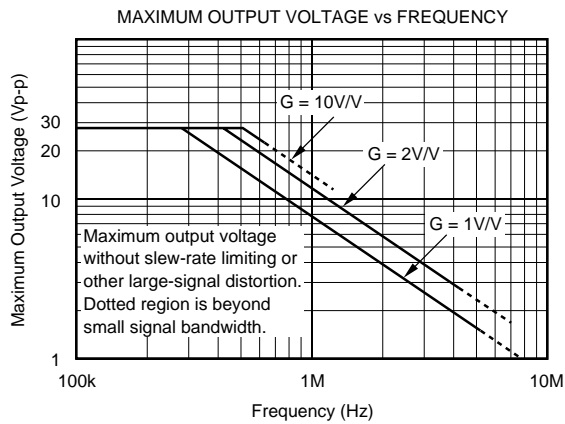 MAXIMUM OUTPUT VOLTAGE vs FREQUENCY
Maximum Output Voltage (Vp-p)
30
20
10
1
G = 10V/V
G = 2V/V
G = 1V/V
Maximum output voltage
without slew-rate limiting or
other large-signal distortion.
Dotted region is beyond
small signal bandwidth.
100k
1M
10M
Frequency (Hz)